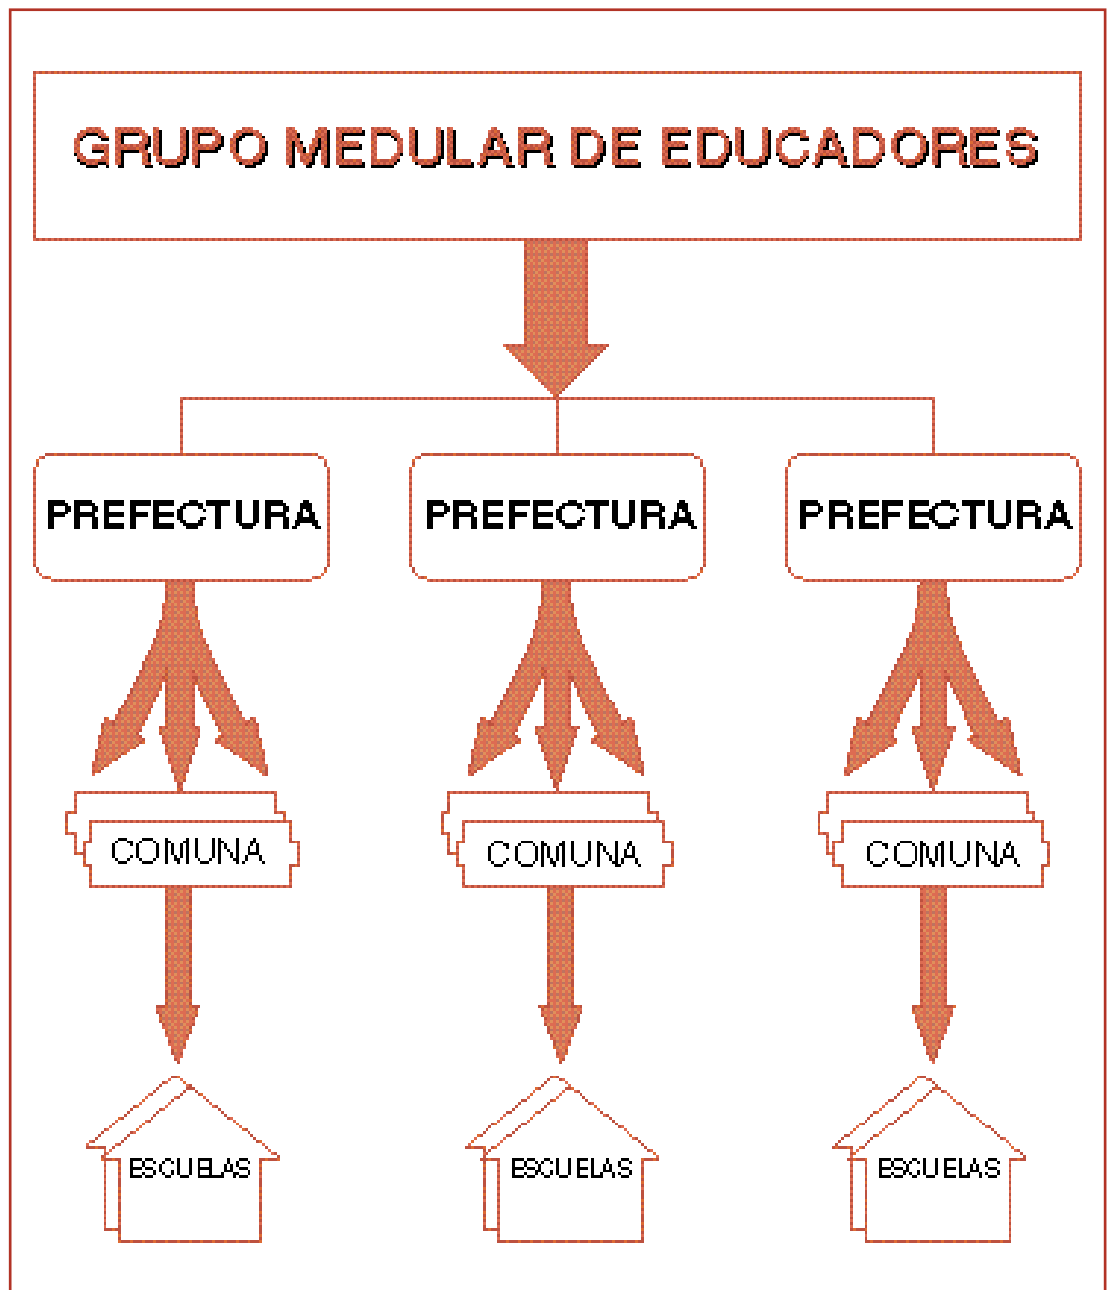 GRUPO MEDULAR DE EDUCADORES
PREFECTURA PREFECTURA PREFECTURA
COMUNA COMUNA COMUNA
ESCUELAS ESCUELAS ESCUELAS